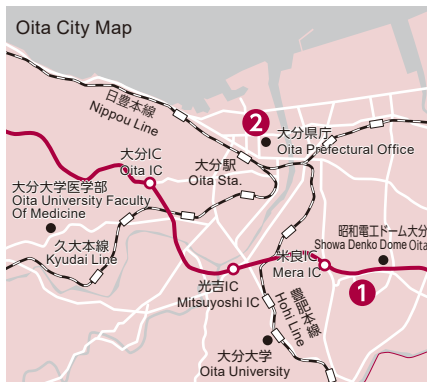 Oita City Map
日豊本線
Nippou Line
2
大分県庁
Oita Prefectural Office
大分IC
Oita IC
大分駅
Oita Sta.
大分大学医学部
Oita University Faculty
Of Medicine
久大本線
Kyudai Line
昭和電工ドーム大分
Showa Denko Dome Oita
米良IC
Mera IC
光吉IC
Mitsuyoshi IC
1
豊肥本線
Hohi Line
大分大学
Oita University